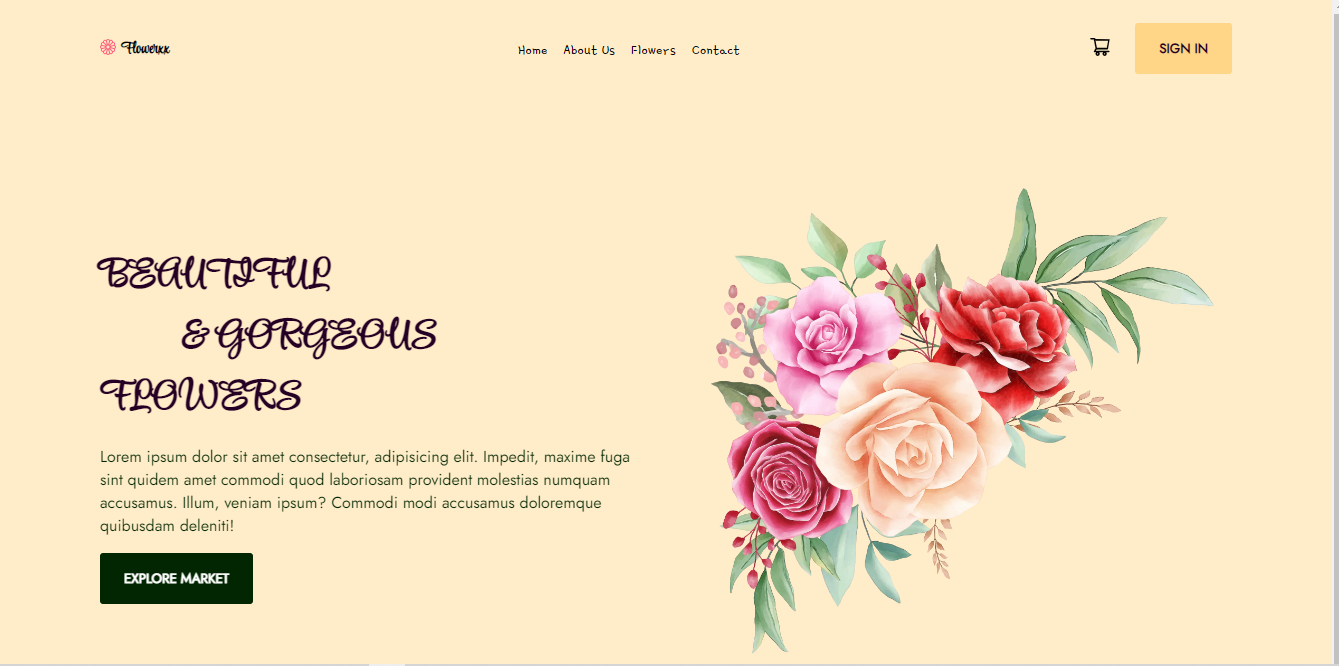 Flowerxx
Home About Us Flowers Contact
SIGN IN
BEAUTIFUL
& GORGEOUS
FLOWERS
Lorem ipsum dolor sit amet consectetur, adipisicing elit. Impedit, maxime fuga
sint quidem amet commodi quod laboriosam provident molestias numquam
accusamus. Illum, veniam ipsum? Commodi modi accusamus doloremque
quibusdam deleniti!
EXPLORE MARKET